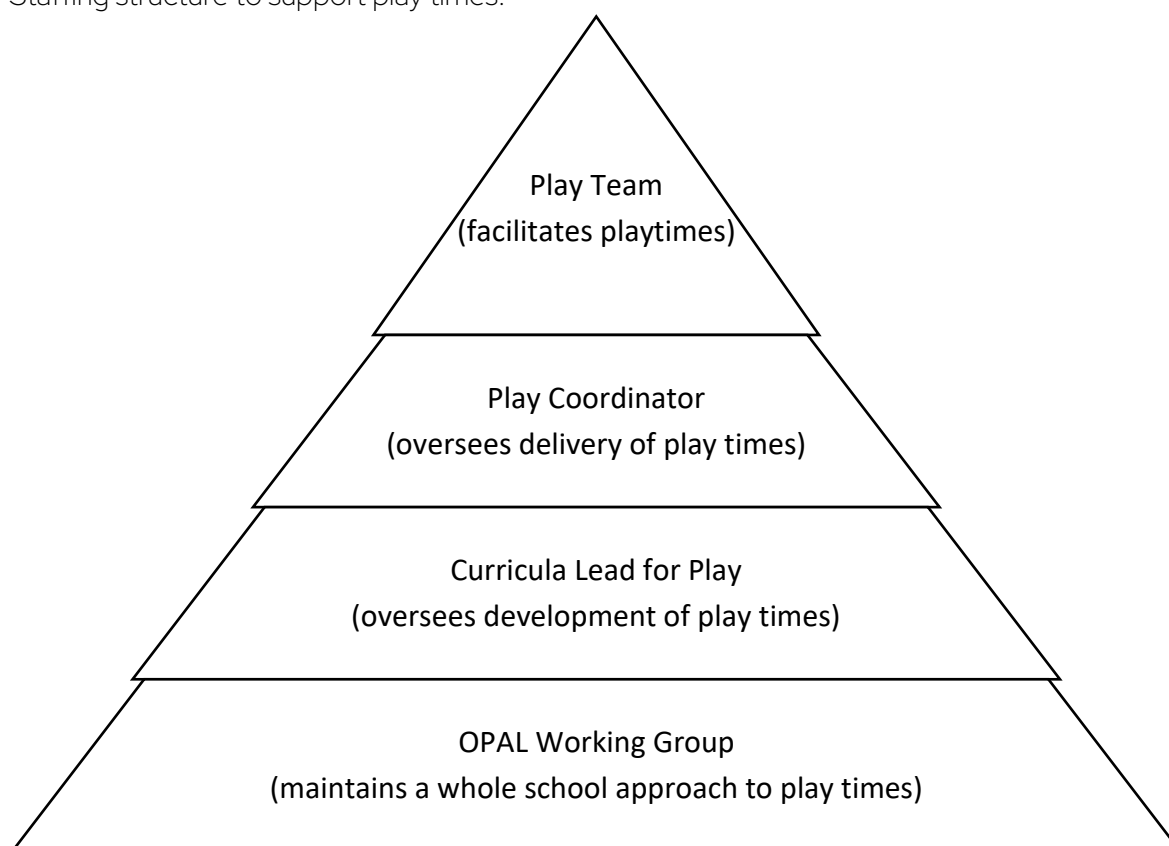 Staffing structure to support play times:
Play Team
(facilitates playtimes)
Play Coordinator
(oversees delivery of play times)
Curricula Lead for Play
(oversees development of play times)
OPAL Working Group
(maintains a whole school approach to play times)